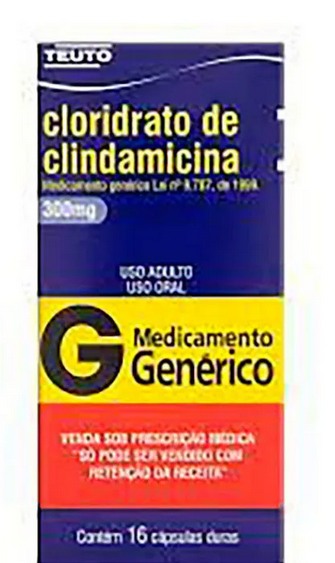 TEUTO
cloridrato de
clindamicina
Medicamento genérico Lei nº 9.787, de 1999.
300mg
USO ADULTO
USO ORAL
G Medicamento
Genérico
VENDA SOB PRESCRIÇÃO MÉDICA
"SÓ PODE SER VENDIDO COM
RETENÇÃO DA RECEITA"
Contém 16 cápsulas duras